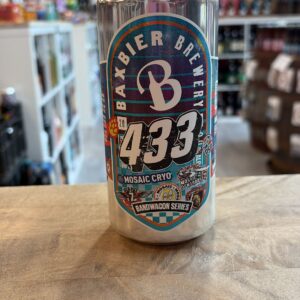 BAXBIER BREWERY
B
433
MOSAIC CRYO
BANDWAGON SERIES